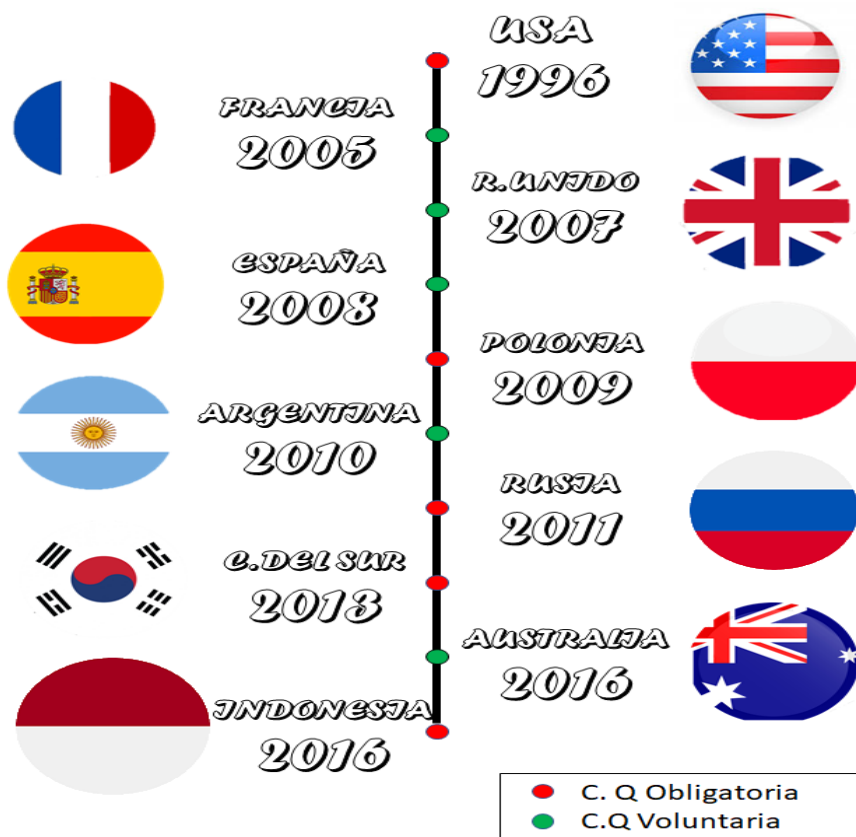 USA
1996
FRANCIA
2005
R.UNIDO
2007
ESPAÑA
2008
POLONIA
2009
ARGENTINA
2010
RUSIA
2011
C.DEL SUR
2013
AUSTRALIA
2016
INDONESIA
2016
C. Q Obligatoria
C.Q Voluntaria